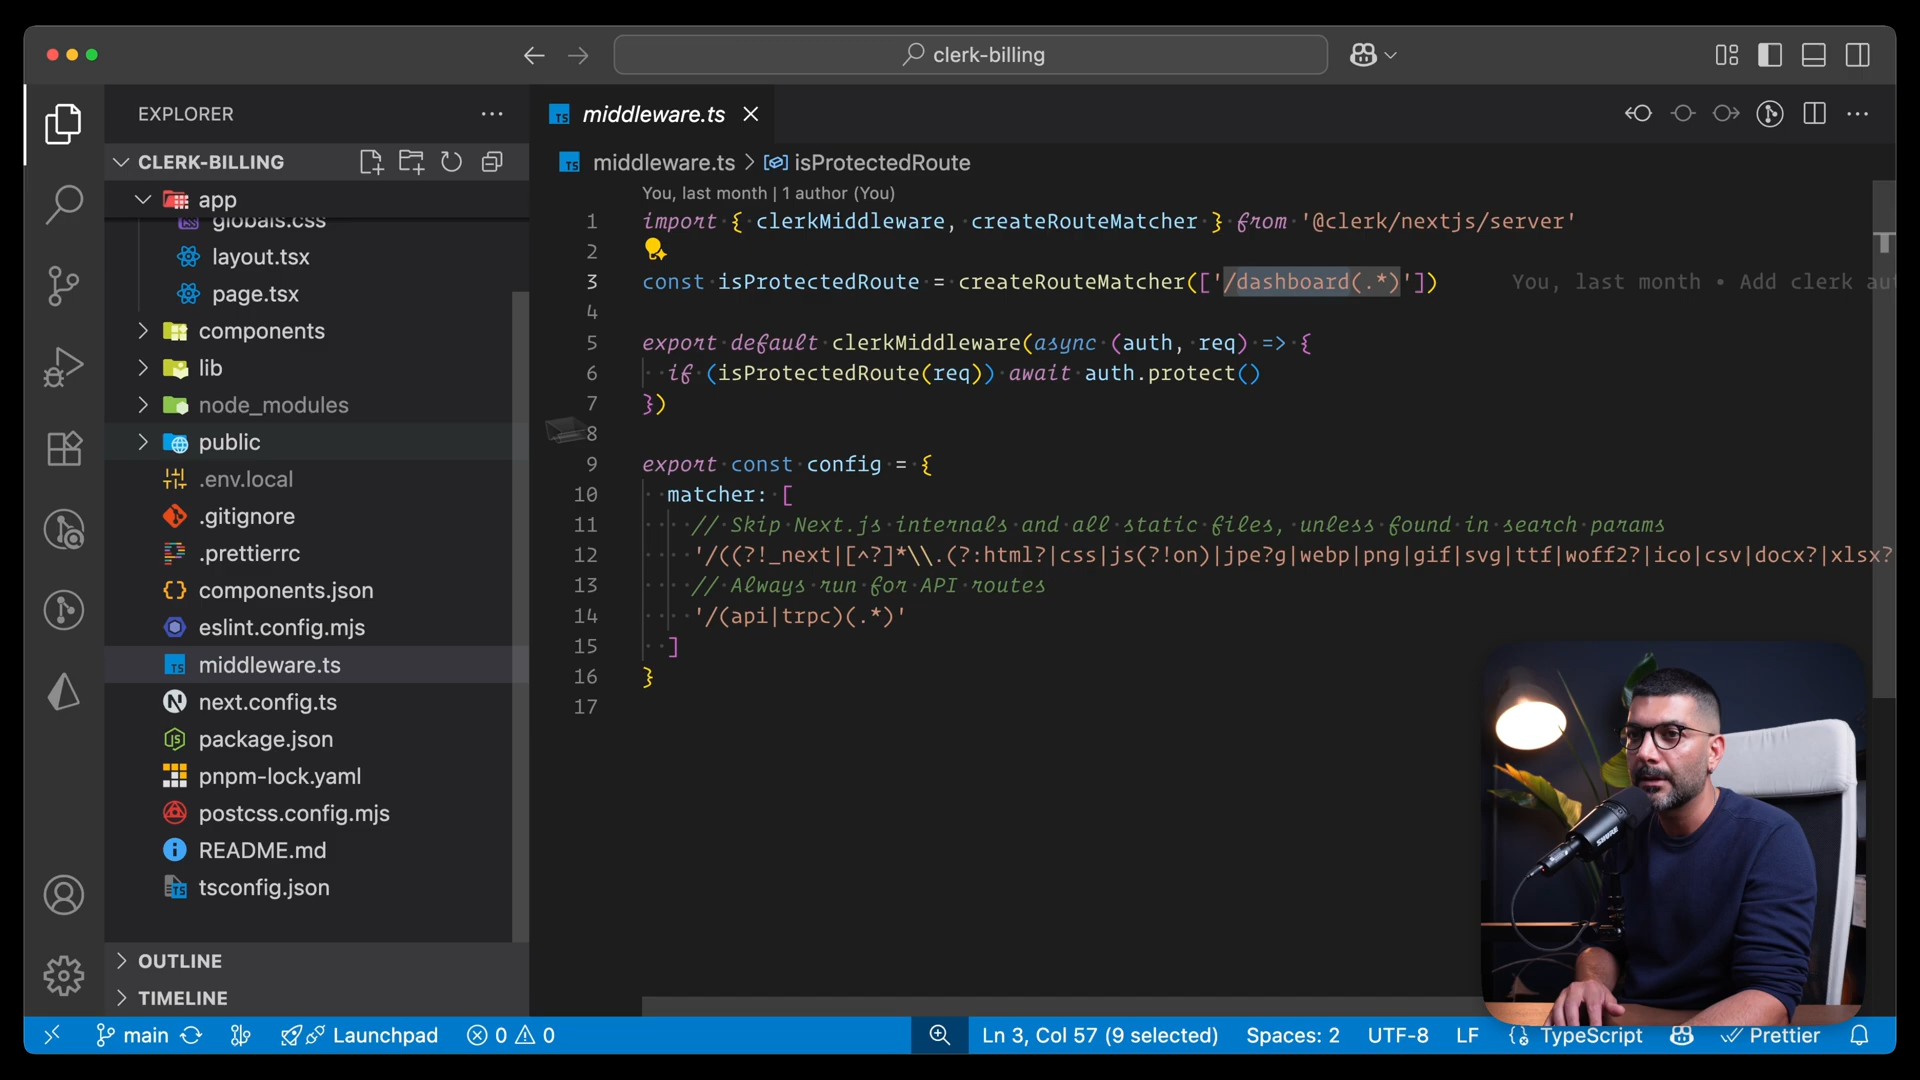 clerk-billing
EXPLORER
CLERK-BILLING
app
globals.css
layout.tsx
page.tsx
components
lib
node_modules
public
.env.local
.gitignore
.prettierrc
components.json
eslint.config.mjs
middleware.ts
next.config.ts
package.json
pnpm-lock.yaml
postcss.config.mjs
README.md
tsconfig.json
OUTLINE
TIMELINE
middleware.ts
middleware.ts > isProtectedRoute
You, last month | 1 author (You)
1 import { clerkMiddleware, createRouteMatcher } from '@clerk/nextjs/server'
2
3 const isProtectedRoute = createRouteMatcher(['/dashboard(.*)']) You, last month • Add clerk au
4
5 export default clerkMiddleware(async (auth, req) => {
6 if (isProtectedRoute(req)) await auth.protect()
7 })
8
9 export const config = {
10 matcher: [
11 // Skip Next.js internals and all static files, unless found in search params
12 '/((?!_next|[^?]*\\.(?:html?|css|js(?!on)|jpe?g|webp|png|gif|svg|ttf|woff2?|ico|csv|docx?|xlsx?
13 // Always run for API routes
14 '/(api|trpc)(.*)'
15 ]
16 }
17
SHURE
main
Launchpad
0
0
Ln 3, Col 57 (9 selected)
Spaces: 2
UTF-8
LF
TypeScript
Prettier